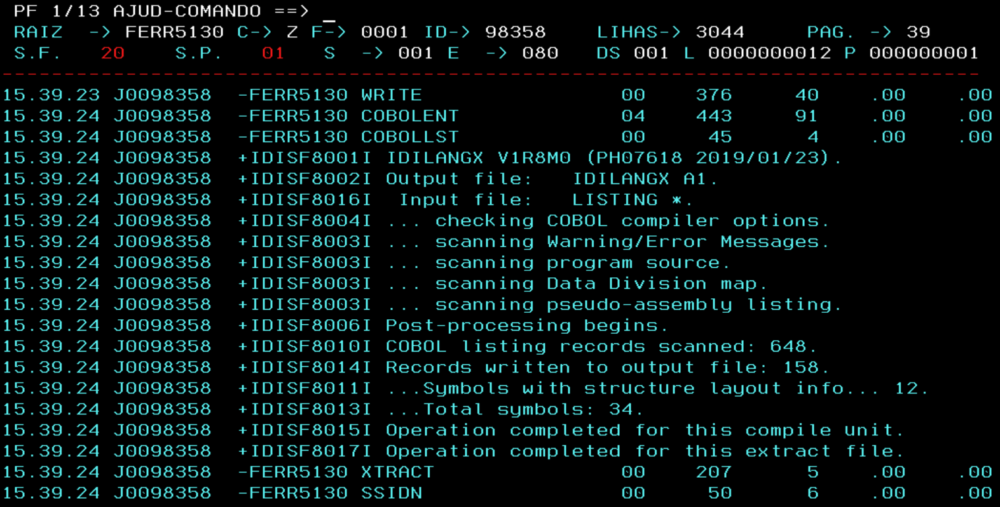 PF 1/13 AJUD-COMANDO ==> _
RAIZ -> FERR5130 C-> Z F-> 0001 ID-> 98358 LIHAS-> 3044 PAG. -> 39
S.F. 20 S.P. 01 S -> 001 E -> 080 DS 001 L 0000000012 P 000000001
--------------------------------------------------------------------------------
15.39.23 J0098358 -FERR5130 WRITE 00 376 40 .00 .00
15.39.24 J0098358 -FERR5130 COBOLENT 04 443 91 .00 .00
15.39.24 J0098358 -FERR5130 COBOLLST 00 45 4 .00 .00
15.39.24 J0098358 +IDISF8001I IDILANGX V1R8M0 (PH07618 2019/01/23).
15.39.24 J0098358 +IDISF8002I Output file: IDILANGX A1.
15.39.24 J0098358 +IDISF8016I Input file: LISTING *.
15.39.24 J0098358 +IDISF8004I ... checking COBOL compiler options.
15.39.24 J0098358 +IDISF8003I ... scanning Warning/Error Messages.
15.39.24 J0098358 +IDISF8003I ... scanning program source.
15.39.24 J0098358 +IDISF8003I ... scanning Data Division map.
15.39.24 J0098358 +IDISF8003I ... scanning pseudo-assembly listing.
15.39.24 J0098358 +IDISF8006I Post-processing begins.
15.39.24 J0098358 +IDISF8010I COBOL listing records scanned: 648.
15.39.24 J0098358 +IDISF8014I Records written to output file: 158.
15.39.24 J0098358 +IDISF8011I ...Symbols with structure layout info... 12.
15.39.24 J0098358 +IDISF8013I ...Total symbols: 34.
15.39.24 J0098358 +IDISF8015I Operation completed for this compile unit.
15.39.24 J0098358 +IDISF8017I Operation completed for this extract file.
15.39.24 J0098358 -FERR5130 XTRACT 00 207 5 .00 .00
15.39.24 J0098358 -FERR5130 SSIDN 00 50 6 .00 .00